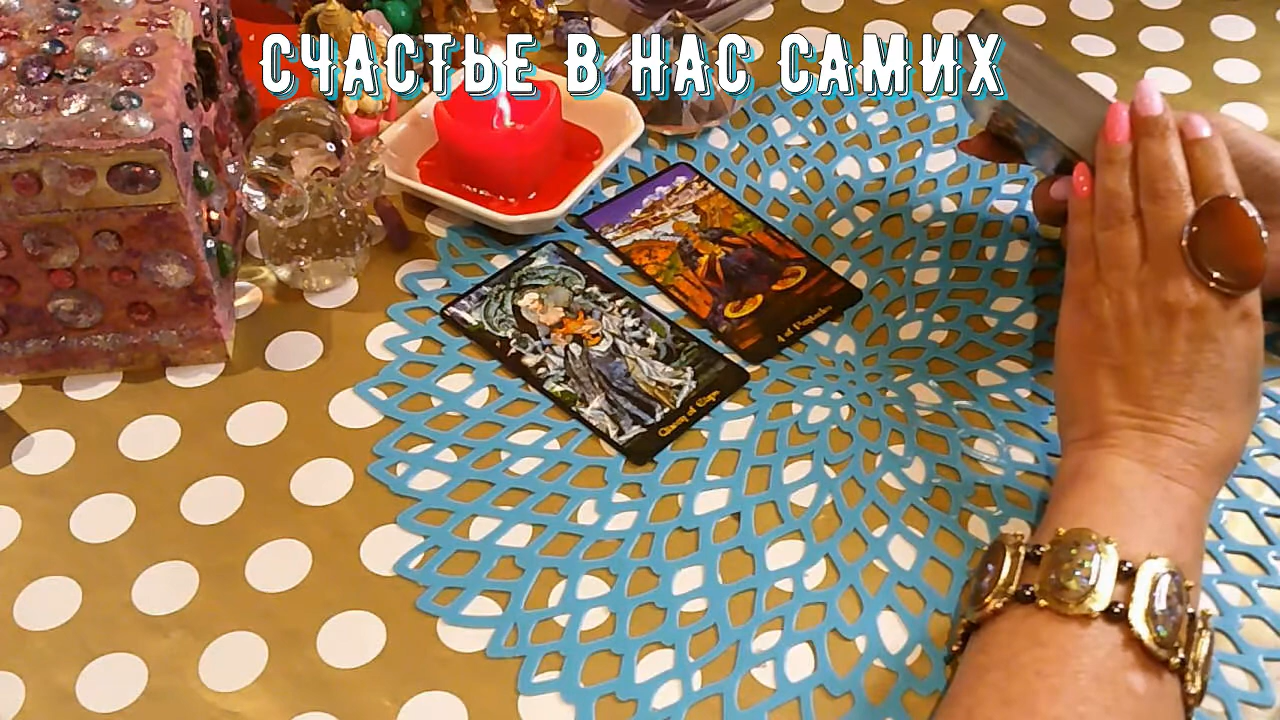 СЧАСТЬЕ В НАС САМИХ
4 of Pentacles
Queen of Cups